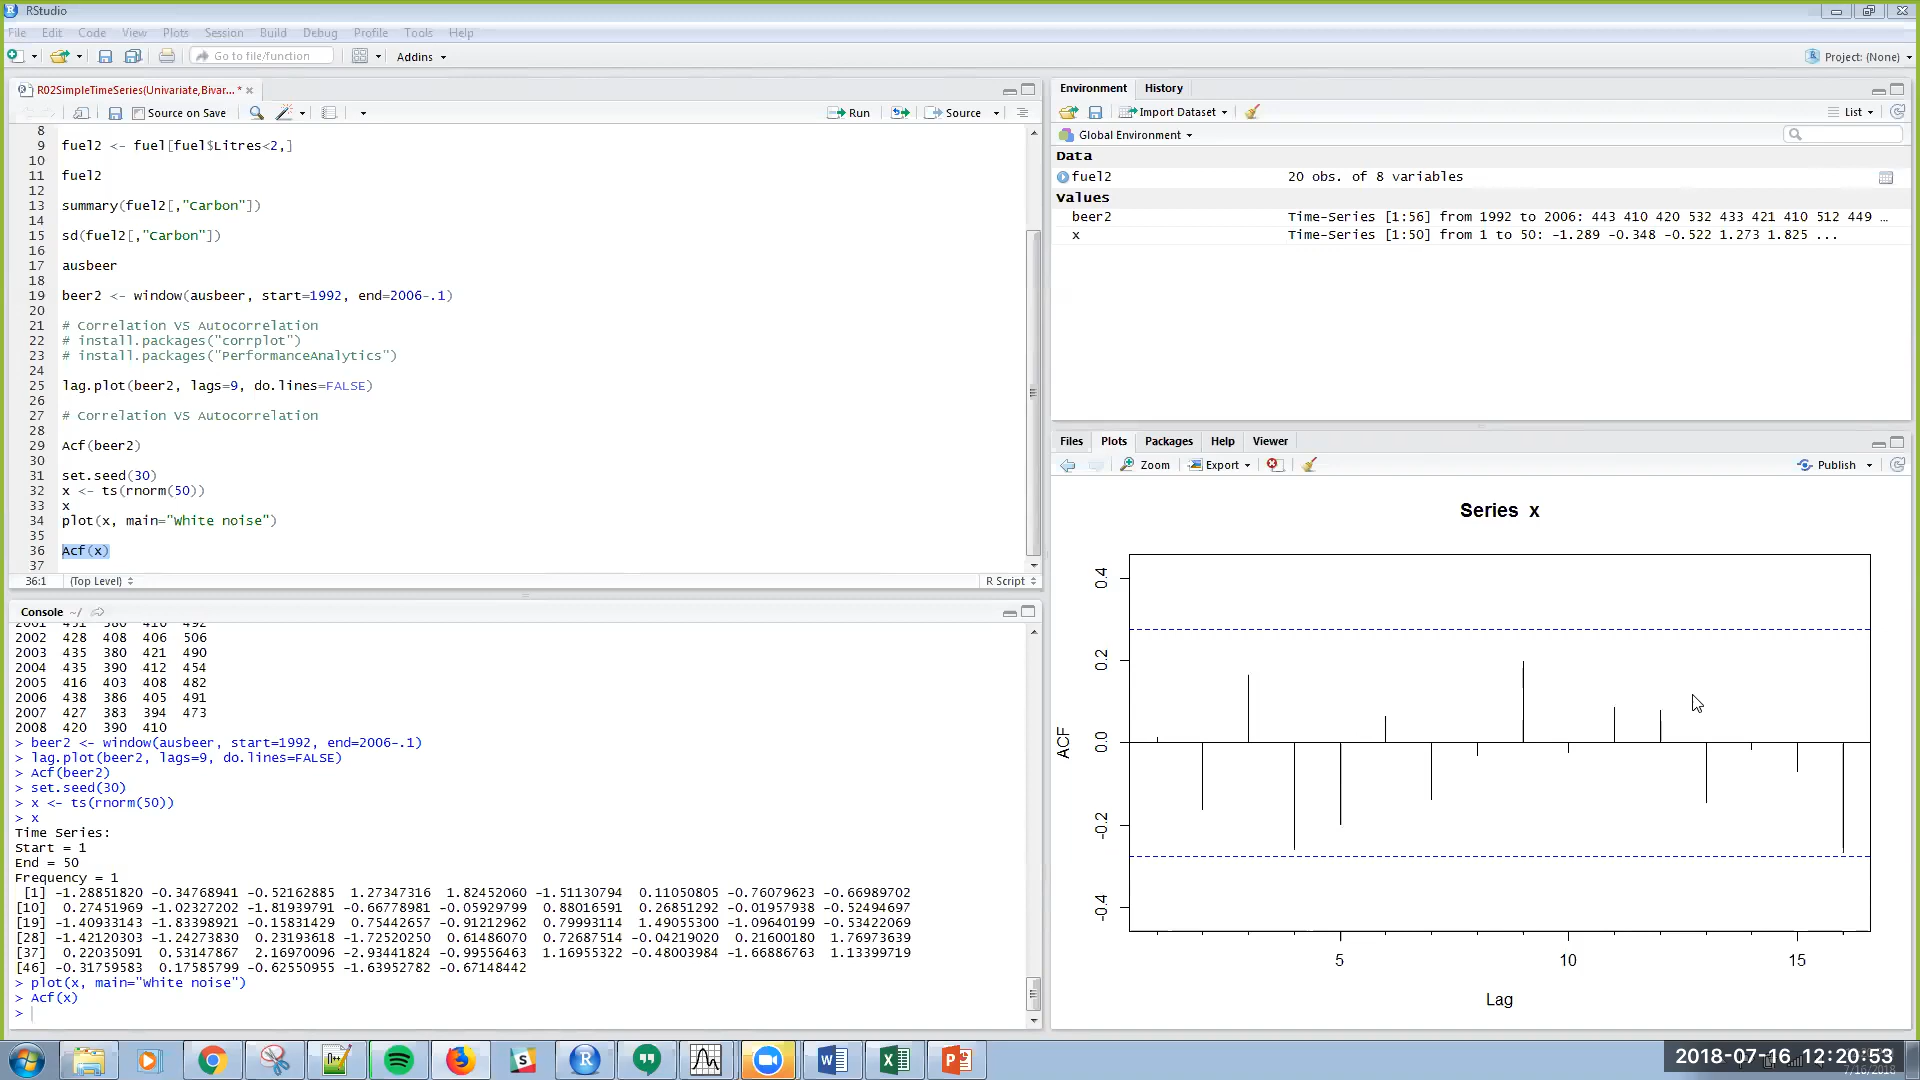 RStudio
File Edit Code View Plots Session Build Debug Profile Tools Help
Go to file/function Addins Project: (None)
R02SimpleTimeSeries(Univariate,Bivar... *
Source on Save Run Source
8
9 fuel2 <- fuel[fuel$Litres<2,]
10
11 fuel2
12
13 summary(fuel2[,"Carbon"])
14
15 sd(fuel2[,"Carbon"])
16
17 ausbeer
18
19 beer2 <- window(ausbeer, start=1992, end=2006-.1)
20
21 # Correlation VS Autocorrelation
22 # install.packages("corrplot")
23 # install.packages("PerformanceAnalytics")
24
25 lag.plot(beer2, lags=9, do.lines=FALSE)
26
27 # Correlation VS Autocorrelation
28
29 Acf(beer2)
30
31 set.seed(30)
32 x <- ts(rnorm(50))
33 x
34 plot(x, main="White noise")
35
36 Acf(x)
37
36:1 (Top Level) R Script
Console ~/
2001 451 380 416 492
2002 428 408 406 506
2003 435 380 421 490
2004 435 390 412 454
2005 416 403 408 482
2006 438 386 405 491
2007 427 383 394 473
2008 420 390 410
> beer2 <- window(ausbeer, start=1992, end=2006-.1)
> lag.plot(beer2, lags=9, do.lines=FALSE)
> Acf(beer2)
> set.seed(30)
> x <- ts(rnorm(50))
> x
Time Series:
Start = 1
End = 50
Frequency = 1
[1] -1.28851820 -0.34768941 -0.52162885 1.27347316 1.82452060 -1.51130794 0.11050805 -0.76079623 -0.66989702
[10] 0.27451969 -1.02327202 -1.81939791 -0.66778981 -0.05929799 0.88016591 0.26851292 -0.01957938 -0.52494697
[19] -1.40933143 -1.83398921 -0.15831429 0.75442657 -0.91212962 0.79993114 1.49055300 -1.09640199 -0.53422069
[28] -1.42120303 -1.24273830 0.23193618 -1.72520250 0.61486070 0.72687514 -0.04219020 0.21600180 1.76973639
[37] 0.22035091 0.53147867 2.16970096 -2.93441824 -0.99556463 1.16955322 -0.48003984 -1.66886763 1.13399719
[46] -0.31759583 0.17585799 -0.62550955 -1.63952782 -0.67148442
> plot(x, main="White noise")
> Acf(x)
>
Environment History
Import Dataset List
Global Environment
Data
fuel2 20 obs. of 8 variables
Values
beer2 Time-Series [1:56] from 1992 to 2006: 443 410 420 532 433 421 410 512 449 ...
x Time-Series [1:50] from 1 to 50: -1.289 -0.348 -0.522 1.273 1.825 ...
Files Plots Packages Help Viewer
Zoom Export Publish
Series x
ACF
0.4
0.2
0.0
-0.2
-0.4
5 10 15
Lag
2018-07-16 12:20:53
7/16/2018